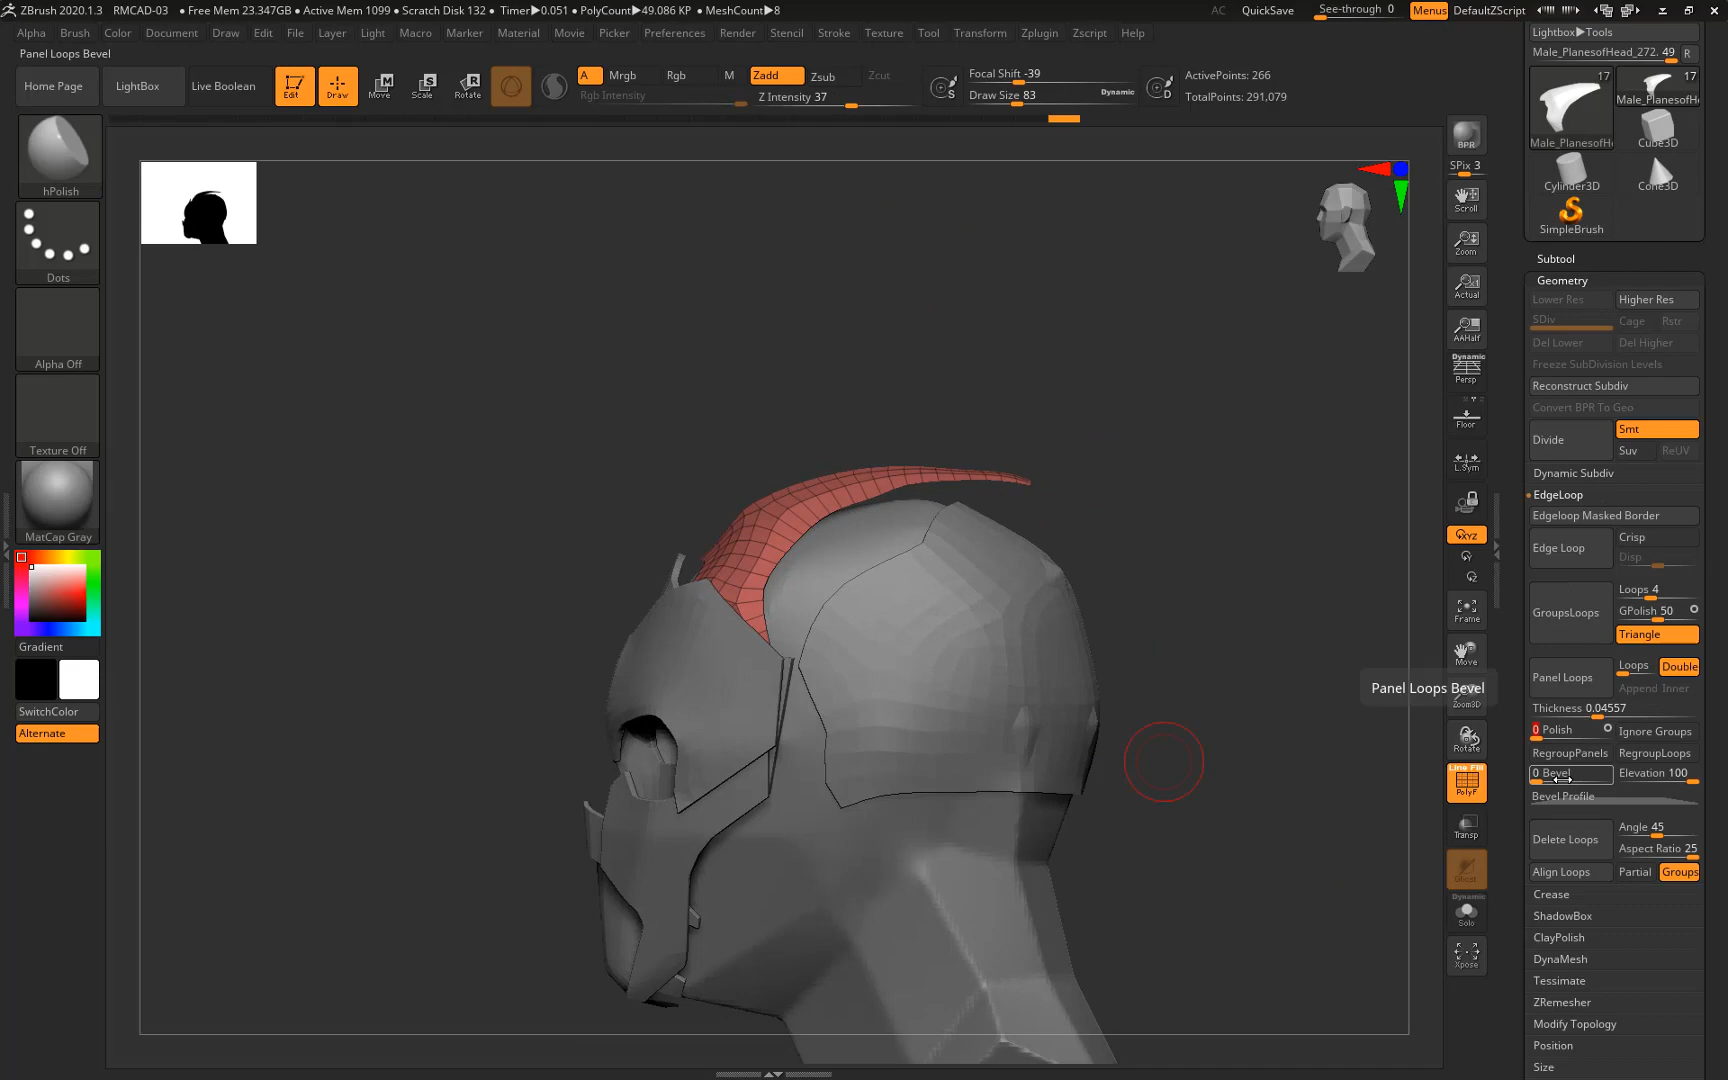 ZBrush 2020.1.3 RMCAD-03 • Free Mem 23.347GB • Active Mem 1099 • Scratch Disk 132 • Timer▶0.051 • PolyCount▶49.086 KP • MeshCount▶8
AC QuickSave See-through 0 Menus DefaultZScript
Alpha Brush Color Document Draw Edit File Layer Light Macro Marker Material Movie Picker Preferences Render Stencil Stroke Texture Tool Transform Zplugin Zscript Help
Panel Loops Bevel
Home Page
LightBox
Live Boolean
Edit
Draw
Move
Scale
Rotate
A Mrgb Rgb M Zadd Zsub Zcut
Rgb Intensity
Z Intensity 37
S
Focal Shift -39
Draw Size 83 Dynamic
D
ActivePoints: 266
TotalPoints: 291,079
hPolish
Dots
Alpha Off
Texture Off
MatCap Gray
Gradient
SwitchColor
Alternate
BPR
SPix 3
Scroll
Zoom
Actual
AAHalf
Dynamic
Persp
Floor
L.Sym
XYZ
Y
Z
Frame
Move
Zoom3D
Rotate
Line Fill
PolyF
Transp
Ghost
Dynamic
Solo
Xpose
Panel Loops Bevel
Lightbox▶Tools
Male_PlanesofHead_272. 49 R
17
17
Male_PlanesofH
Male_PlanesofHe
Cube3D
Cylinder3D
Cone3D
SimpleBrush
Subtool
Geometry
Lower Res Higher Res
SDiv Cage Rstr
Del Lower Del Higher
Freeze SubDivision Levels
Reconstruct Subdiv
Convert BPR To Geo
Divide Smt
Suv ReUV
Dynamic Subdiv
EdgeLoop
Edgeloop Masked Border
Edge Loop Crisp
Disp
GroupsLoops Loops 4
GPolish 50
Triangle
Panel Loops Loops Double
Append Inner
Thickness 0.04557
0 Polish Ignore Groups
RegroupPanels RegroupLoops
0 Bevel Elevation 100
Bevel Profile
Delete Loops Angle 45
Aspect Ratio 25
Align Loops Partial Groups
Crease
ShadowBox
ClayPolish
DynaMesh
Tessimate
ZRemesher
Modify Topology
Position
Size